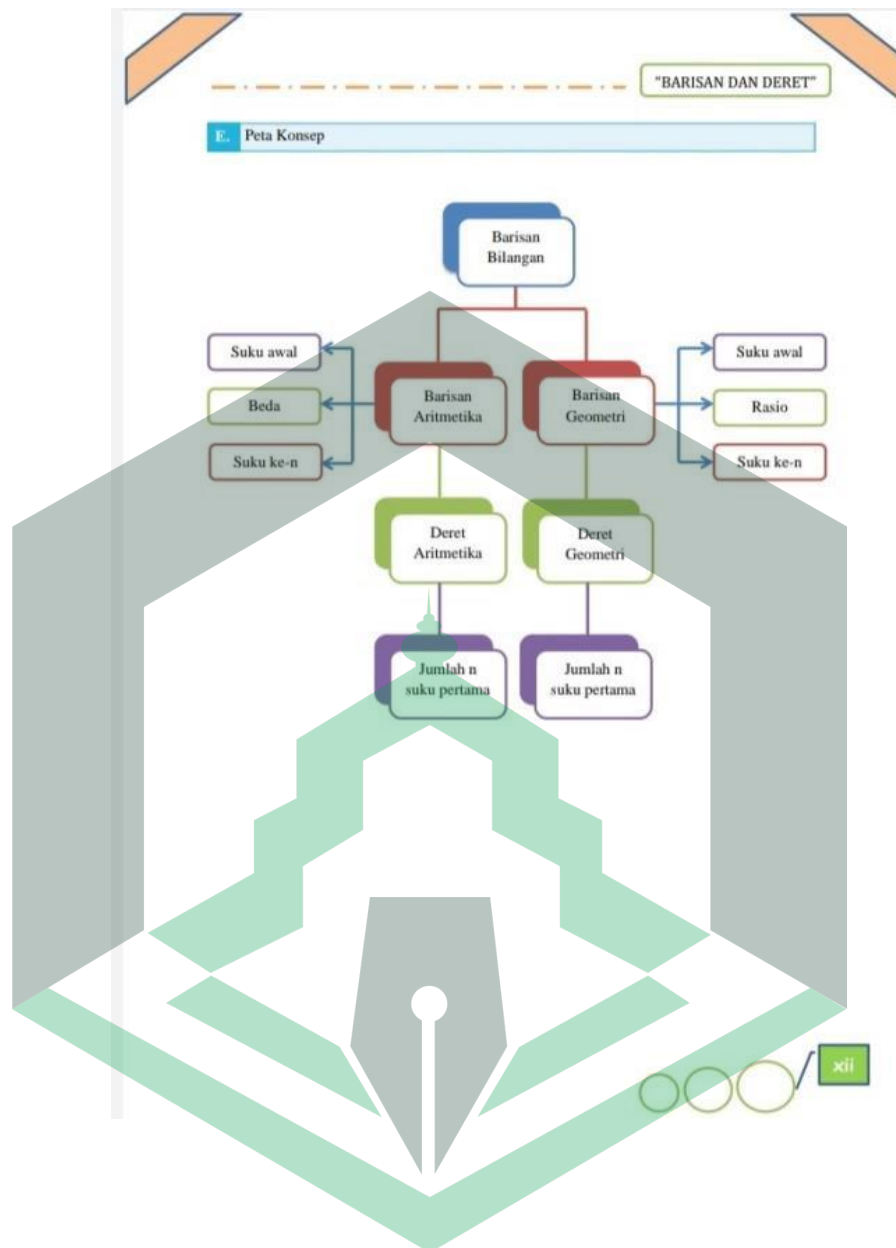 "BARISAN DAN DERET"
E. Peta Konsep
Barisan
Bilangan
Suku awal
Beda
Suku ke-n
Barisan
Aritmetika
Barisan
Geometri
Suku awal
Rasio
Suku ke-n
Deret
Aritmetika
Deret
Geometri
Jumlah n
suku pertama
Jumlah n
suku pertama
xii